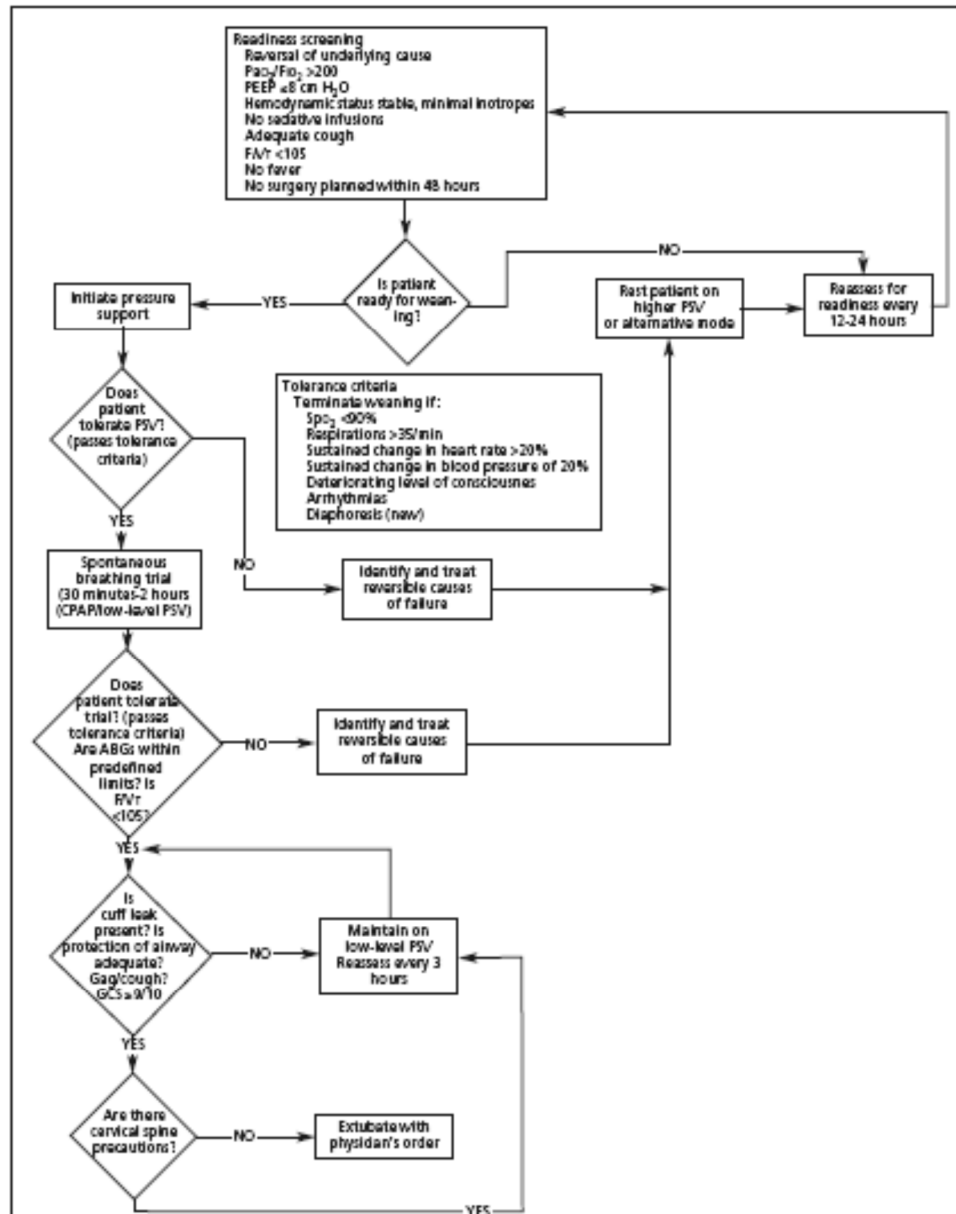 Readiness screening
Reversal of underlying cause
PaO2/FIO2 >200
PEEP ≤8 cm H2O
Hemodynamic status stable, minimal inotropes
No sedative infusions
Adequate cough
F/VT <105
No fever
No surgery planned within 48 hours
Is patient
ready for wean-
ing?
YES
NO
Initiate pressure
support
Rest patient on
higher PSV
or alternative mode
Reassess for
readiness every
12-24 hours
Does
patient
tolerate PSV?
(passes tolerance
criteria)
Tolerance criteria
Terminate weaning if:
SpO2 <90%
Respirations >35/min
Sustained change in heart rate >20%
Sustained change in blood pressure of 20%
Deteriorating level of consciousnes
Arrhythmias
Diaphoresis (new)
YES
NO
Spontaneous
breathing trial
(30 minutes-2 hours
(CPAP/low-level PSV)
Identify and treat
reversible causes
of failure
Does
patient tolerate
trial? (passes
tolerance criteria)
Are ABGs within
predefined
limits? Is
F/VT
<105?
NO
Identify and treat
reversible causes
of failure
YES
Is
cuff leak
present? Is
protection of airway
adequate?
Gag/cough?
GCS ≥9/10
NO
Maintain on
low-level PSV
Reassess every 3
hours
YES
Are there
cervical spine
precautions?
NO
Extubate with
physician's order
YES